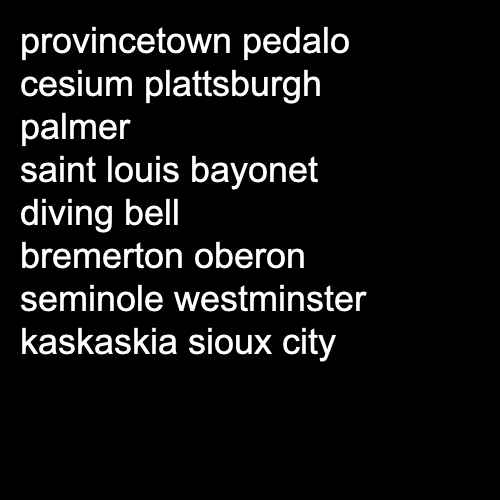 provincetown pedalo
cesium plattsburgh
palmer
saint louis bayonet
diving bell
bremerton oberon
seminole westminster
kaskaskia sioux city